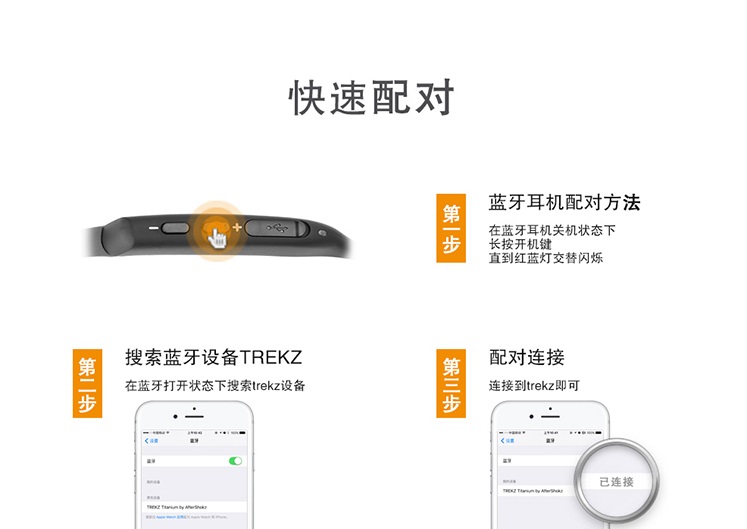 快速配对
第一步
蓝牙耳机配对方法
在蓝牙耳机关机状态下
长按开机键
直到红蓝灯交替闪烁
第二步
搜索蓝牙设备TREKZ
在蓝牙打开状态下搜索trekz设备
设置
蓝牙
蓝牙
TREKZ Titanium by AfterShokz
第三步
配对连接
连接到trekz即可
设置
蓝牙
蓝牙
TREKZ Titanium by AfterShokz
已连接